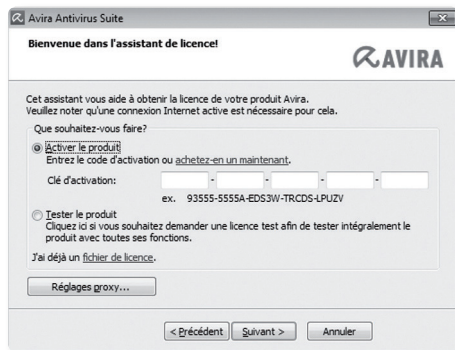 Avira Antivirus Suite
Bienvenue dans l'assistant de licence!
AVIRA
Cet assistant vous aide à obtenir la licence de votre produit Avira.
Veuillez noter qu'une connexion Internet active est nécessaire pour cela.
Que souhaitez-vous faire?
Activer le produit
Entrez le code d'activation ou achetez-en un maintenant.
Clé d'activation: - - - -
ex. 93555-5555A-EDS3W-TRCDS-LPUZV
Tester le produit
Cliquez ici si vous souhaitez demander une licence test afin de tester intégralement le
produit avec toutes ses fonctions.
J'ai déjà un fichier de licence.
Réglages proxy...
< Précédent Suivant > Annuler